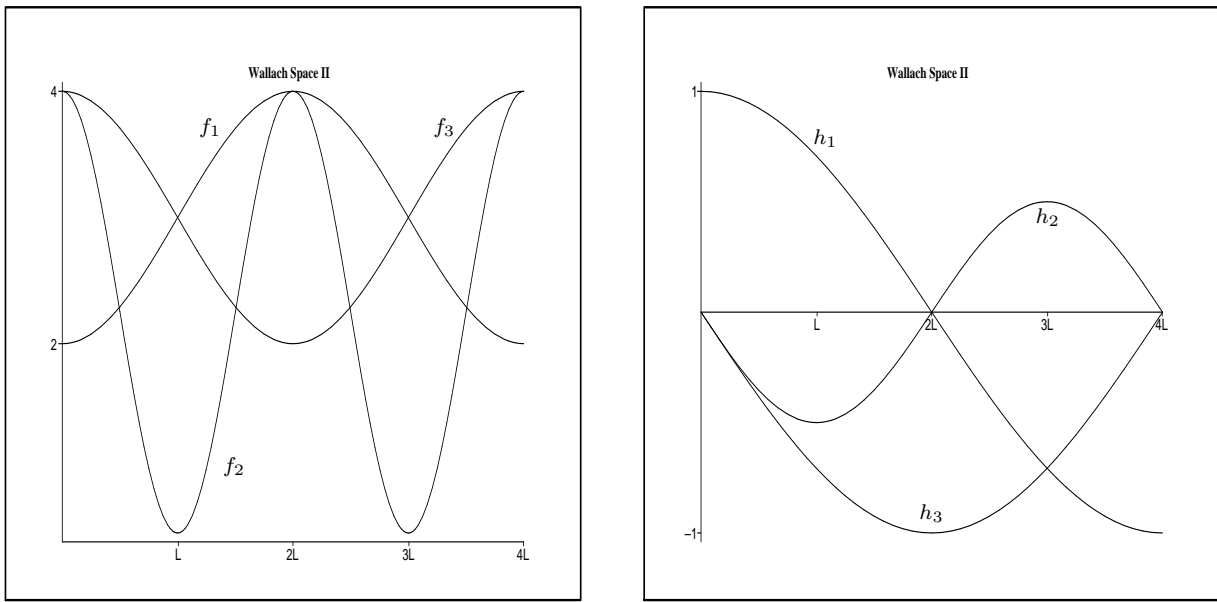 Wallach Space II
4
f₁
f₃
2
f₂
L
2L
3L
4L
Wallach Space II
1
h₁
h₂
L
2L
3L
4L
h₃
−1